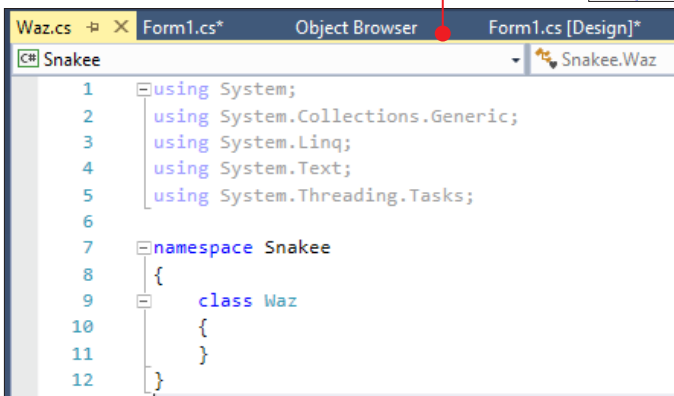 Waz.cs Form1.cs* Object Browser Form1.cs [Design]*
C# Snakee Snakee.Waz
1 using System;
2 using System.Collections.Generic;
3 using System.Linq;
4 using System.Text;
5 using System.Threading.Tasks;
6
7 namespace Snakee
8 {
9 class Waz
10 {
11 }
12 }